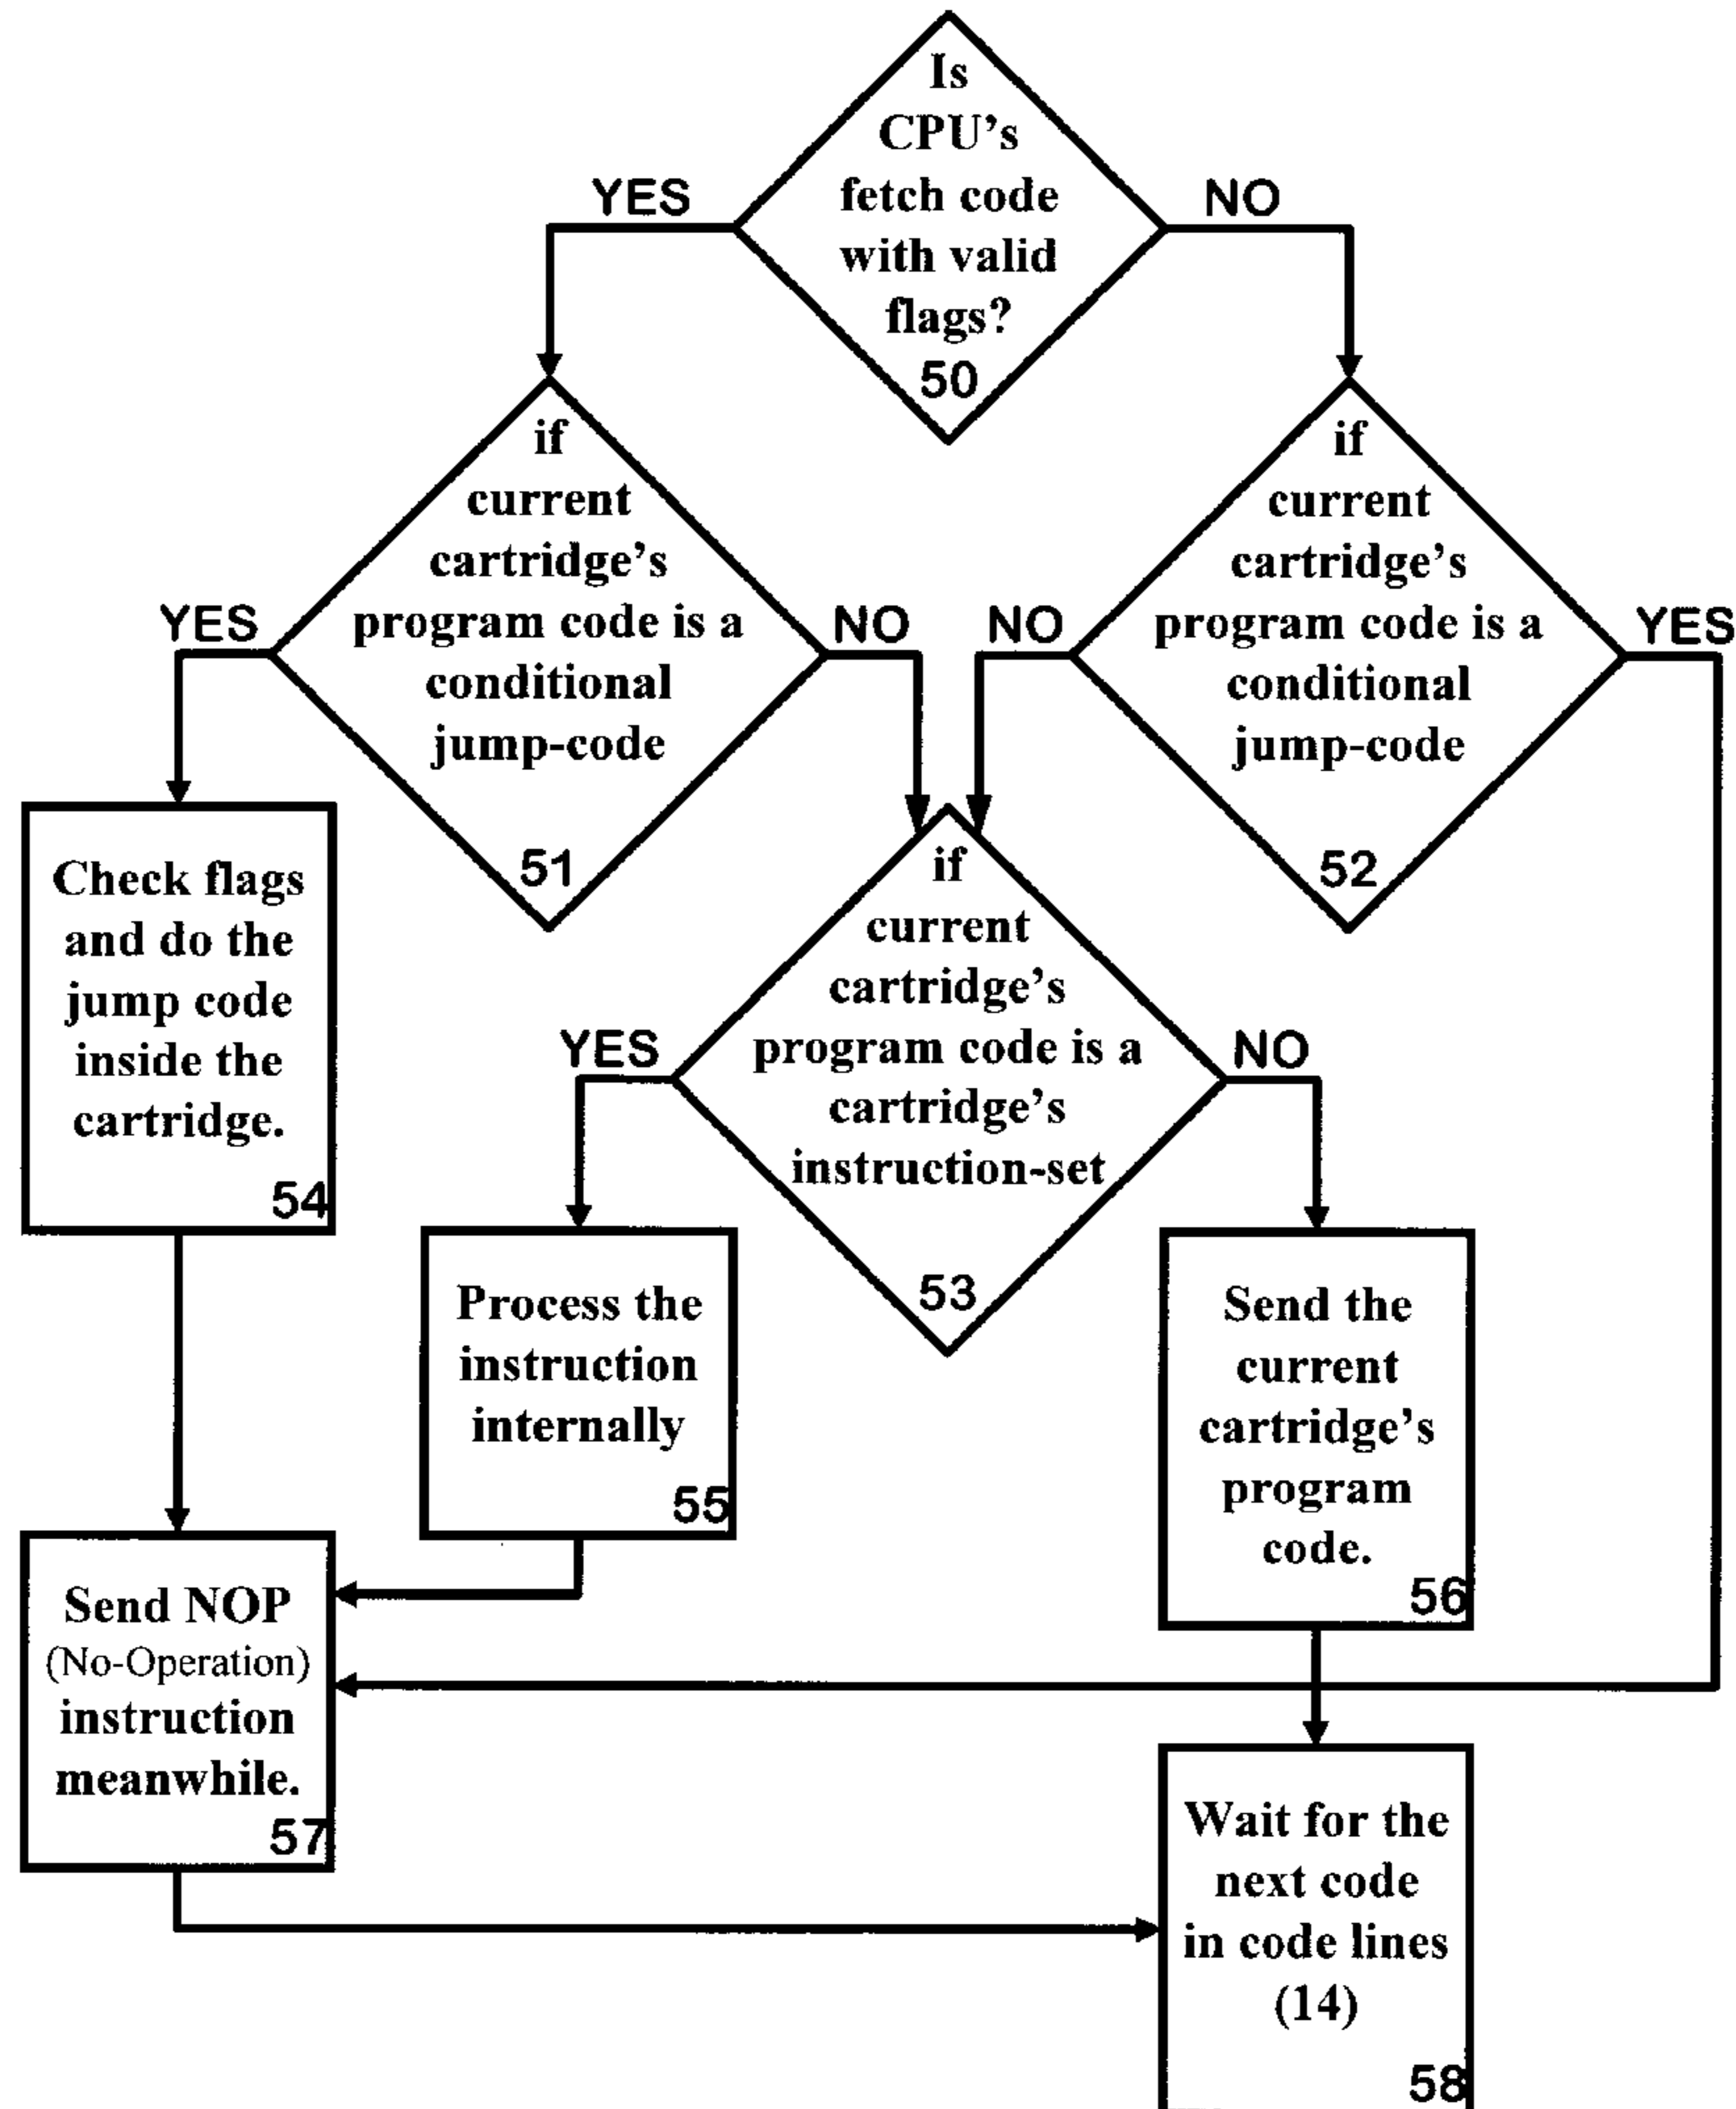 Is
CPU's
fetch code
with valid
flags?
50
YES
NO
if
current
cartridge's
program code is a
conditional
jump-code
51
YES
NO
if
current
cartridge's
program code is a
conditional
jump-code
52
NO
YES
Check flags
and do the
jump code
inside the
cartridge.
54
if
current
cartridge's
program code is a
cartridge's
instruction-set
53
YES
NO
Process the
instruction
internally
55
Send the
current
cartridge's
program
code.
56
Send NOP
(No-Operation)
instruction
meanwhile.
57
Wait for the
next code
in code lines
(14)
58